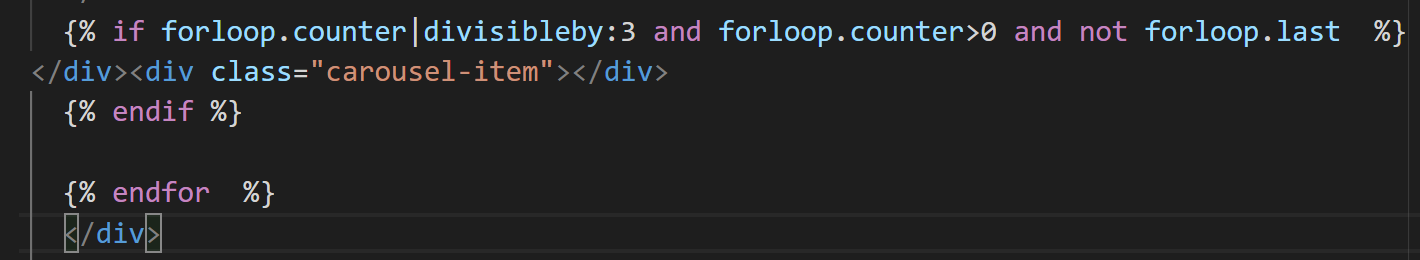 {% if forloop.counter|divisibleby:3 and forloop.counter>0 and not forloop.last  %}
</div><div class="carousel-item"></div>
{% endif %}
{% endfor  %}
</div>